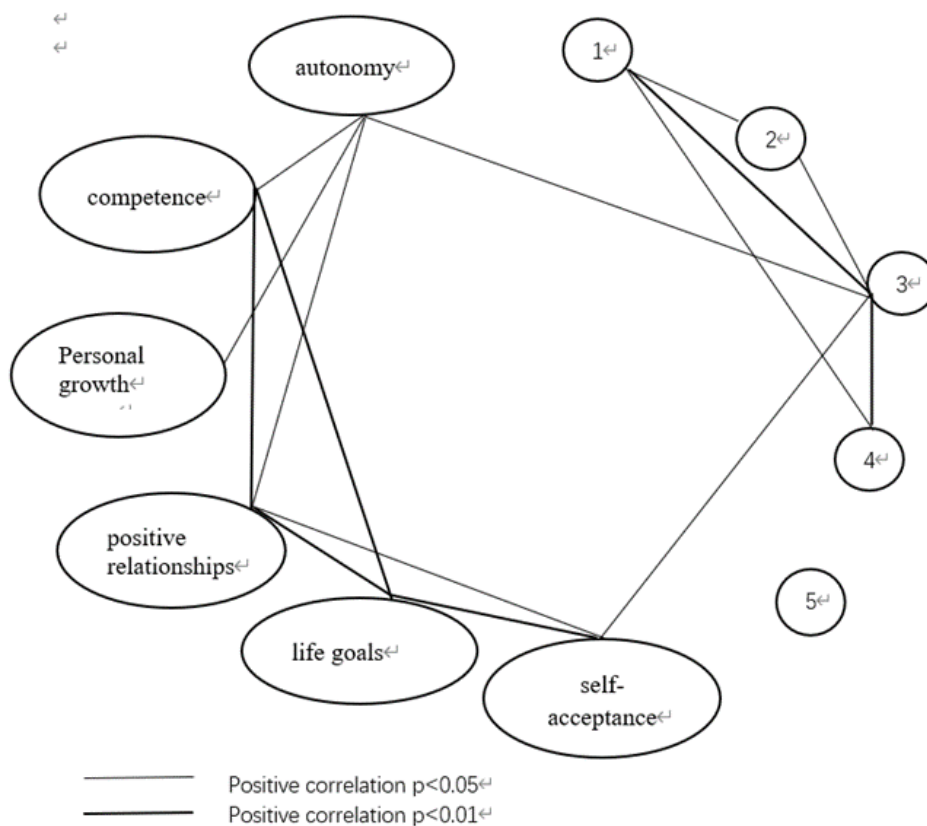 autonomy
competence
Personal
growth
positive
relationships
life goals
self-
acceptance
1
2
3
4
5
Positive correlation p<0.05
Positive correlation p<0.01